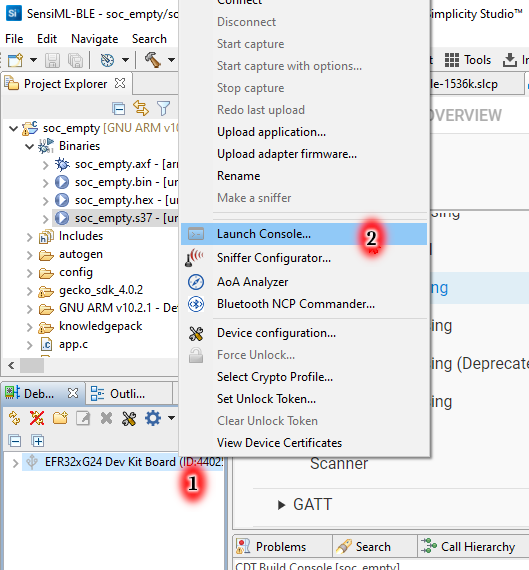 SensiML-BLE - soc_empty/so
Simplicity Studio™
File Edit Navigate S
Tools
Connect
Disconnect
Start capture
Start capture with options...
Stop capture
Redo last upload
Upload application...
Upload adapter firmware...
Rename
Make a sniffer
Launch Console...
2
Sniffer Configurator...
AoA Analyzer
Bluetooth NCP Commander...
Device configuration...
Force Unlock...
Select Crypto Profile...
Set Unlock Token...
Clear Unlock Token
View Device Certificates
Project Explorer
soc_empty [GNU ARM v10
Binaries
soc_empty.axf - [ar
soc_empty.bin - [ur
soc_empty.hex - [ur
soc_empty.s37 - [ur
Includes
autogen
config
gecko_sdk_4.0.2
GNU ARM v10.2.1 - De
knowledgepack
app.c
Deb...
Outli...
EFR32xG24 Dev Kit Board (ID:4402
1
le-1536k.slcp
OVERVIEW
ing
ing
ing (Deprecate
ing
Scanner
GATT
Problems
Search
Call Hierarchy
CDT Build Console [soc_empty]